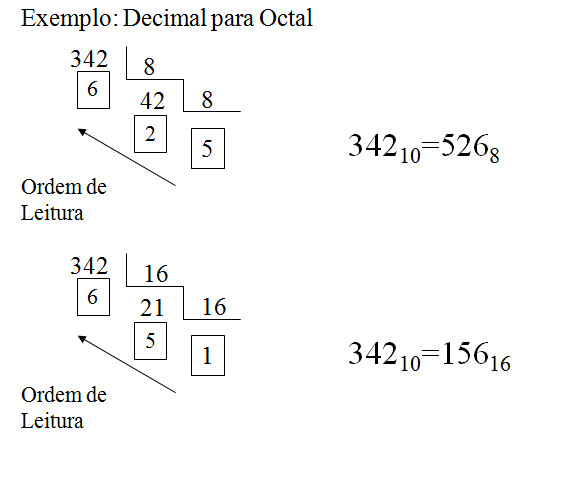 Exemplo: Decimal para Octal
342 8
6 42 8
2 5
342₁₀=526₈
Ordem de
Leitura
342 16
6 21 16
5 1
342₁₀=156₁₆
Ordem de
Leitura